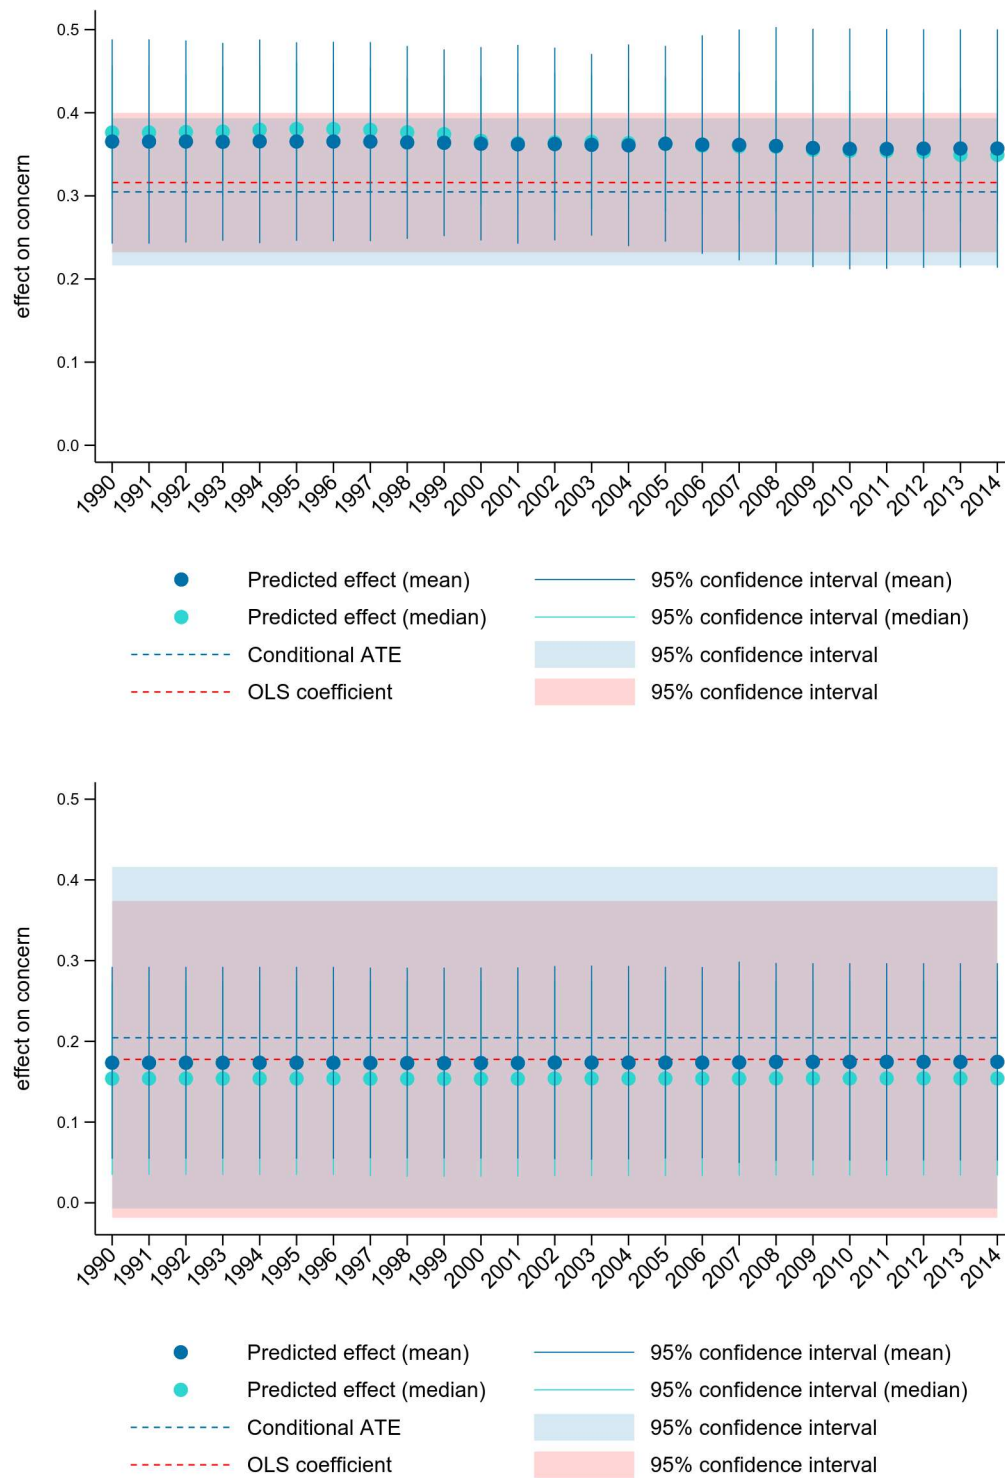 0.5
0.4
0.3
0.2
0.1
0.0
effect on concern
1990 1991 1992 1993 1994 1995 1996 1997 1998 1999 2000 2001 2002 2003 2004 2005 2006 2007 2008 2009 2010 2011 2012 2013 2014
Predicted effect (mean) 95% confidence interval (mean)
Predicted effect (median) 95% confidence interval (median)
Conditional ATE 95% confidence interval
OLS coefficient 95% confidence interval
0.5
0.4
0.3
0.2
0.1
0.0
effect on concern
1990 1991 1992 1993 1994 1995 1996 1997 1998 1999 2000 2001 2002 2003 2004 2005 2006 2007 2008 2009 2010 2011 2012 2013 2014
Predicted effect (mean) 95% confidence interval (mean)
Predicted effect (median) 95% confidence interval (median)
Conditional ATE 95% confidence interval
OLS coefficient 95% confidence interval